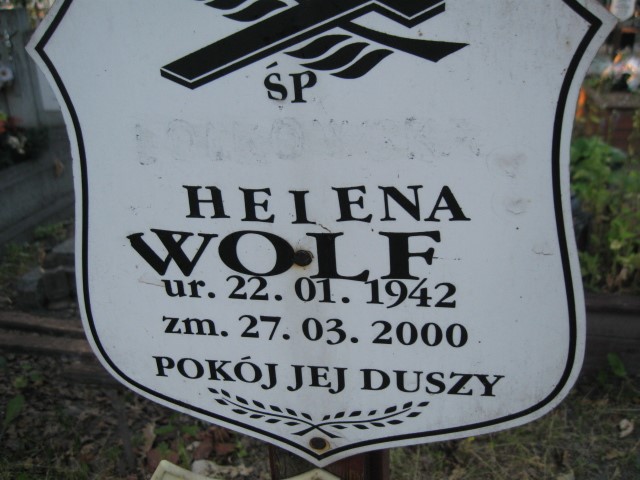 ŚP
HELENA
WOLF
ur. 22. 01. 1942
zm. 27. 03. 2000
POKÓJ JEJ DUSZY